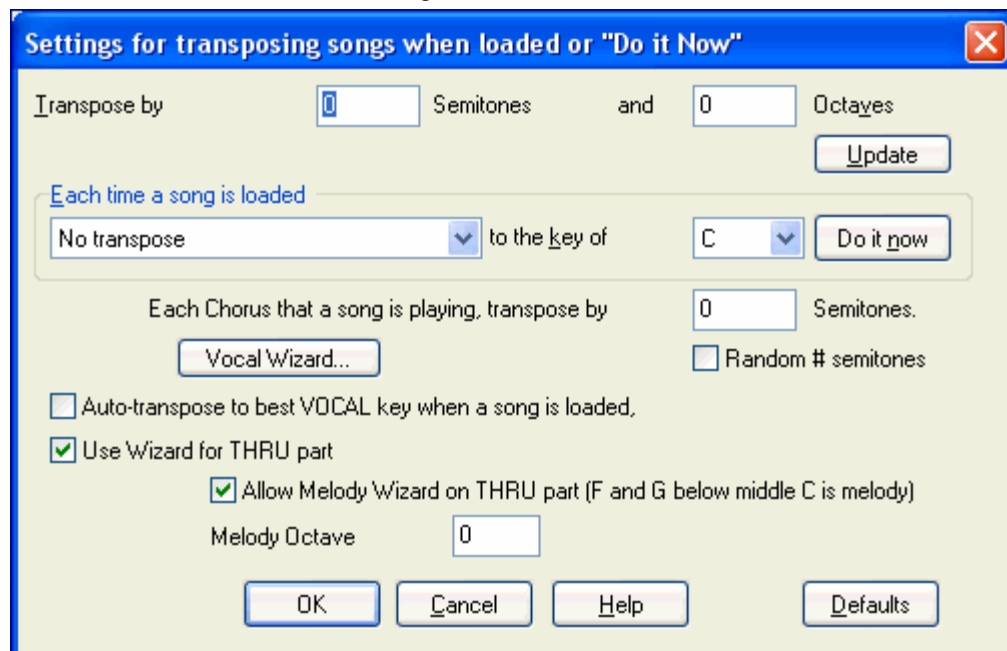 Settings for transposing songs when loaded or "Do it Now"
Transpose by 0 Semitones and 0 Octaves
Update
Each time a song is loaded
No transpose to the key of C Do it now
Each Chorus that a song is playing, transpose by 0 Semitones.
Vocal Wizard... Random # semitones
Auto-transpose to best VOCAL key when a song is loaded,
Use Wizard for THRU part
Allow Melody Wizard on THRU part (F and G below middle C is melody)
Melody Octave 0
OK Cancel Help Defaults